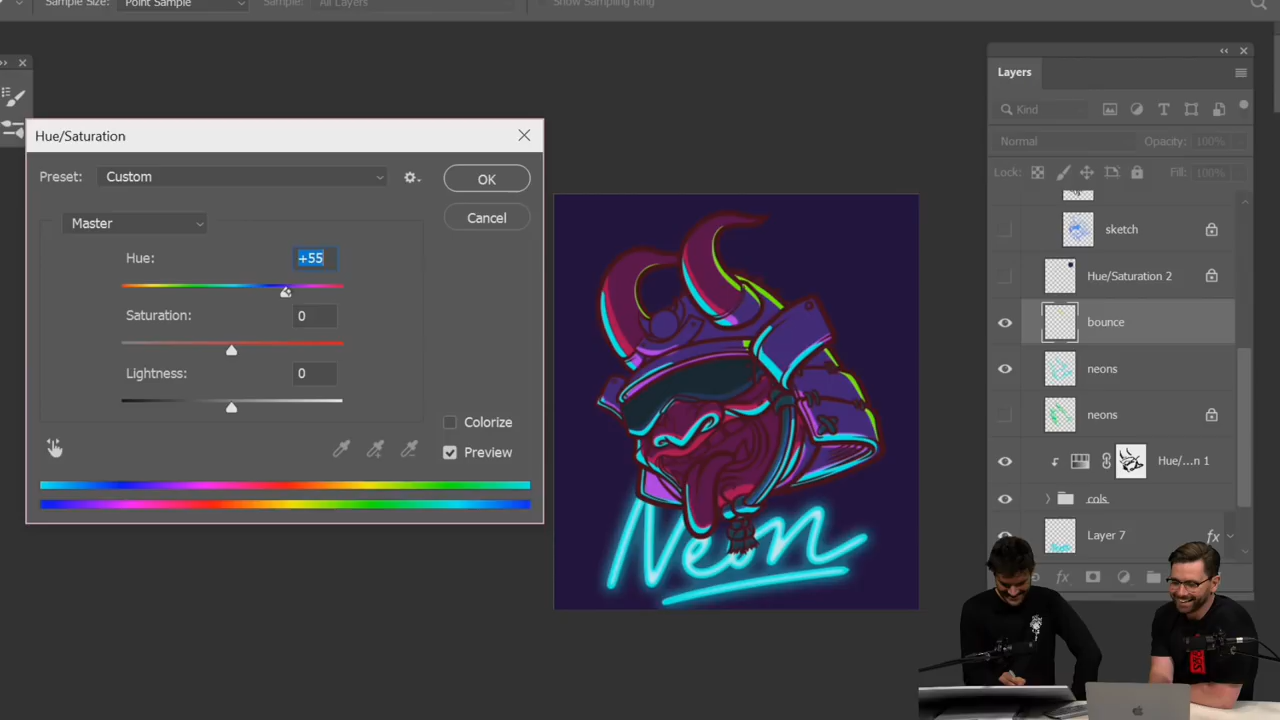 Sample Size: Point Sample Sample: All Layers Show Sampling Ring
Layers
Hue/Saturation
Kind
Normal Opacity: 100%
Preset: Custom OK
Lock: Fill: 100%
Cancel
Master
sketch
Hue: +55
Hue/Saturation 2
Saturation: 0
bounce
Lightness: 0
neons
neons
Colorize
Preview
Hue/...n 1
cols
Neon
Layer 7 fx
fx